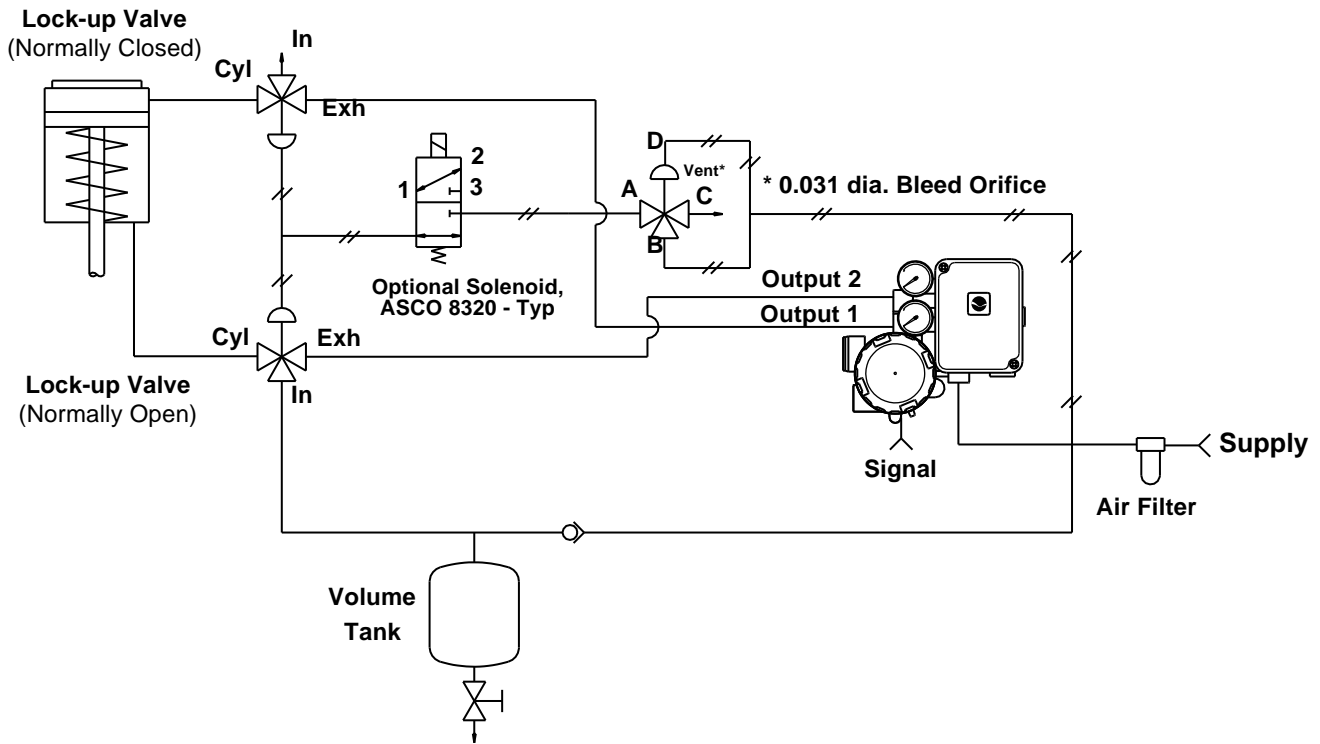 Lock-up Valve
(Normally Closed)
In
Cyl
Exh
D
Vent*
2
1
3
A
C
* 0.031 dia. Bleed Orifice
B
Optional Solenoid,
ASCO 8320 - Typ
Output 2
Output 1
Cyl
Exh
Lock-up Valve
(Normally Open)
In
Signal
Supply
Air Filter
Volume
Tank